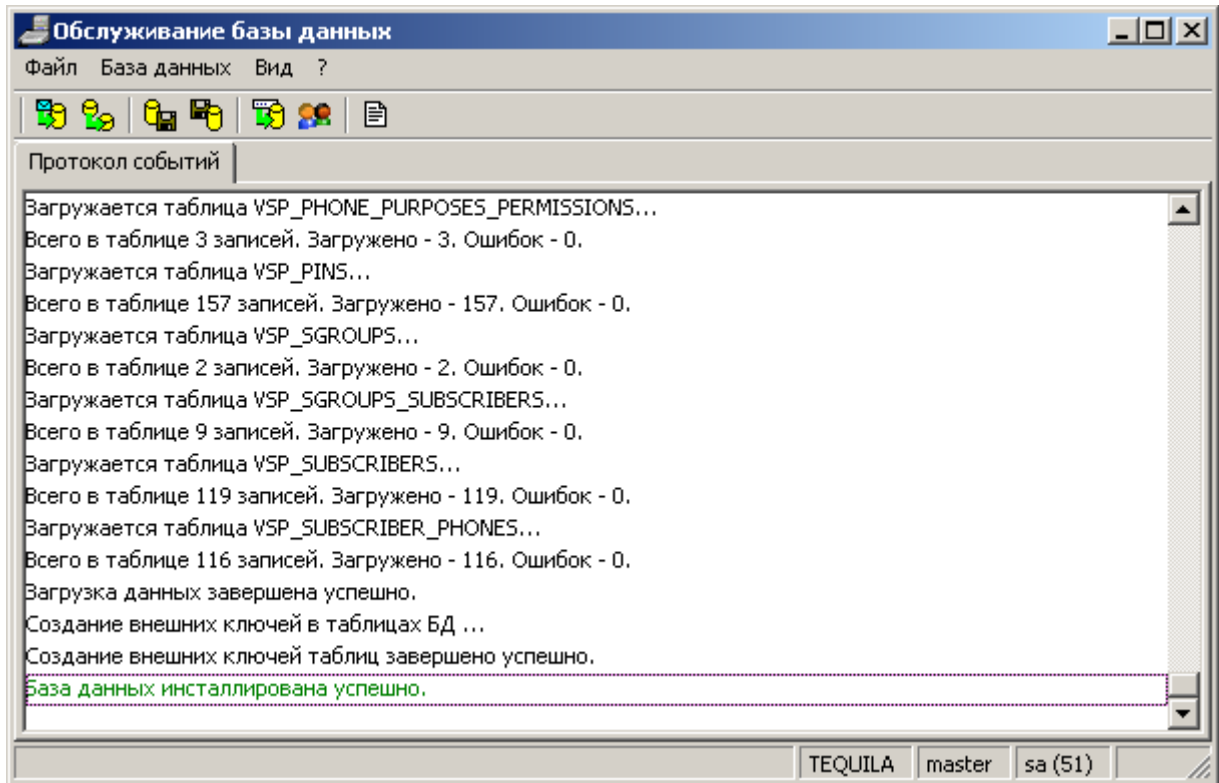 Обслуживание базы данных
Файл База данных Вид ?
Протокол событий
Загружается таблица VSP_PHONE_PURPOSES_PERMISSIONS...
Всего в таблице 3 записей. Загружено - 3. Ошибок - 0.
Загружается таблица VSP_PINS...
Всего в таблице 157 записей. Загружено - 157. Ошибок - 0.
Загружается таблица VSP_SGROUPS...
Всего в таблице 2 записей. Загружено - 2. Ошибок - 0.
Загружается таблица VSP_SGROUPS_SUBSCRIBERS...
Всего в таблице 9 записей. Загружено - 9. Ошибок - 0.
Загружается таблица VSP_SUBSCRIBERS...
Всего в таблице 119 записей. Загружено - 119. Ошибок - 0.
Загружается таблица VSP_SUBSCRIBER_PHONES...
Всего в таблице 116 записей. Загружено - 116. Ошибок - 0.
Загрузка данных завершена успешно.
Создание внешних ключей в таблицах БД ...
Создание внешних ключей таблиц завершено успешно.
База данных инсталлирована успешно.
TEQUILA master sa (51)